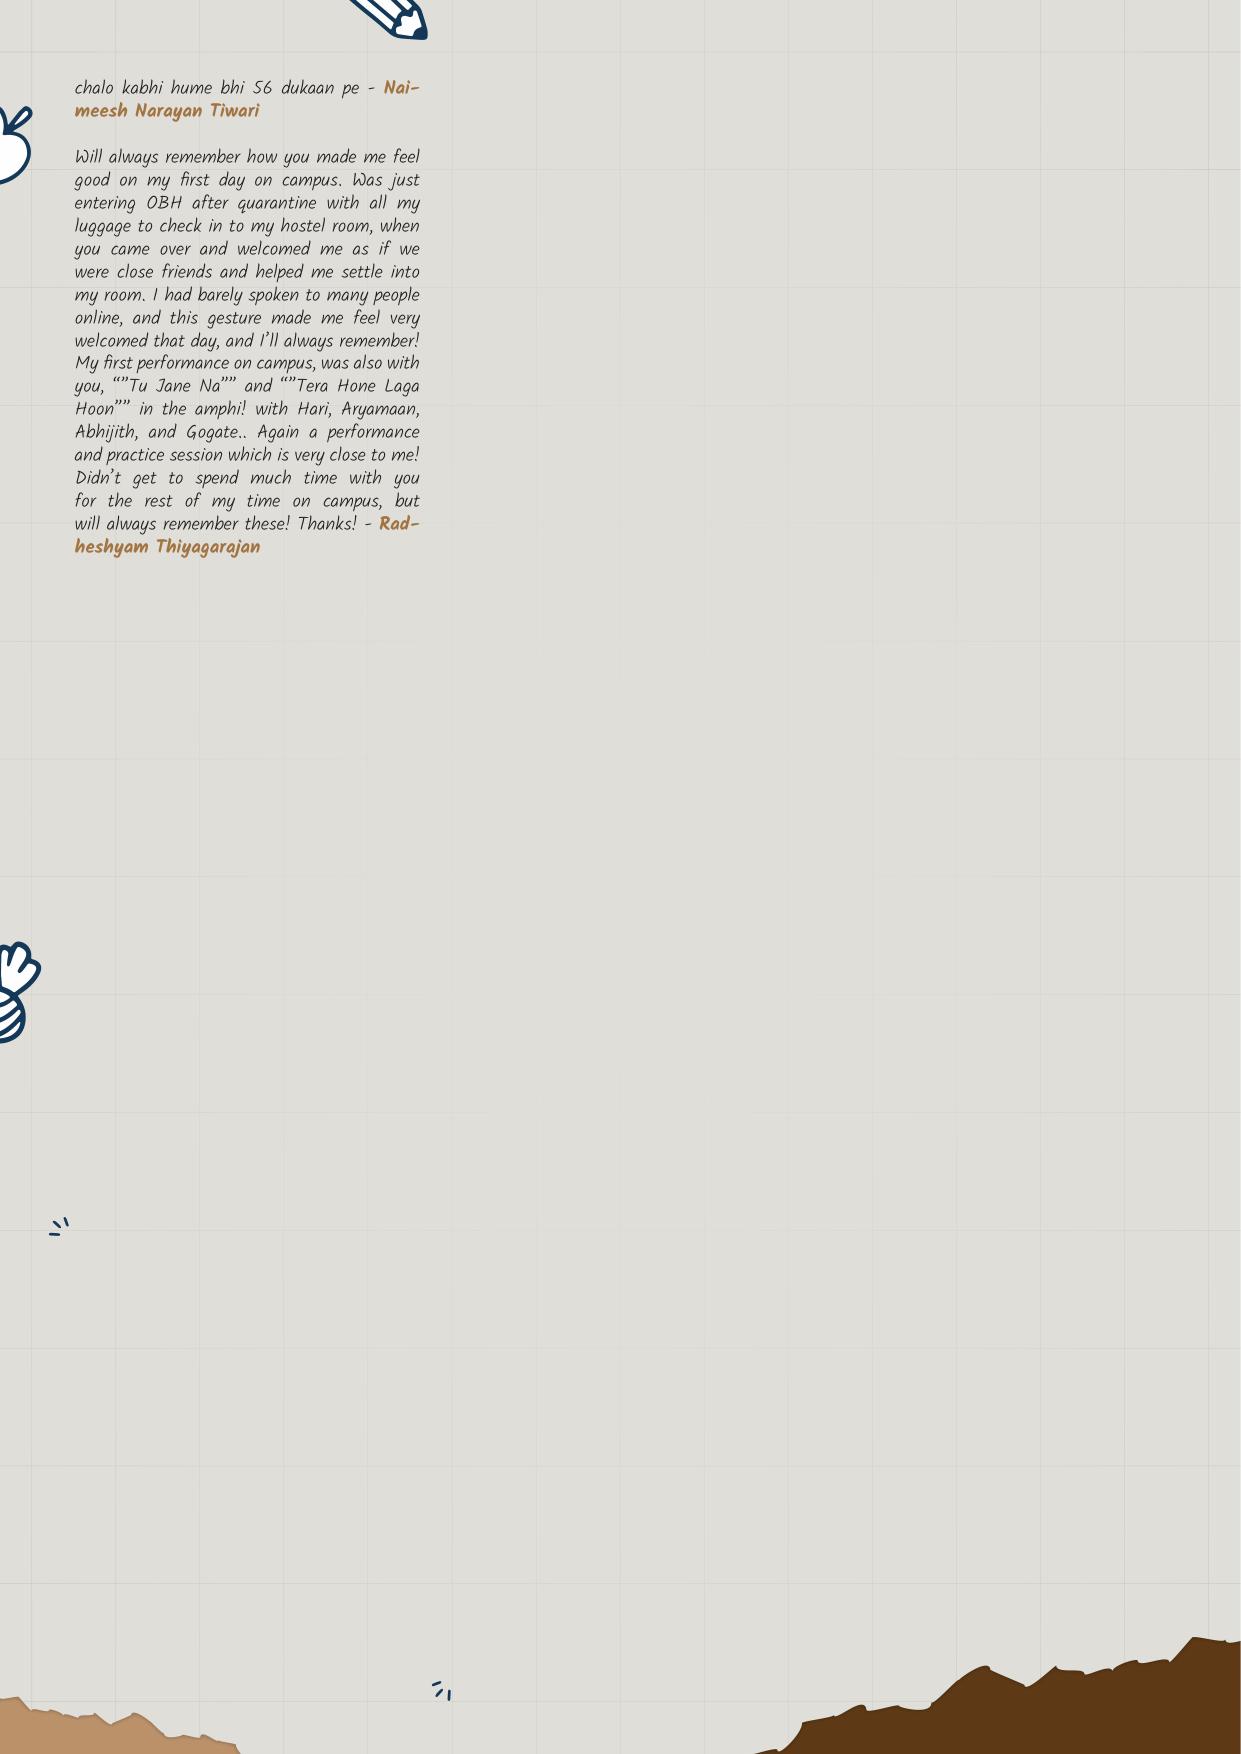 chalo kabhi hume bhi 56 dukaan pe - Nai-
meesh Narayan Tiwari
Will always remember how you made me feel
good on my first day on campus. Was just
entering OBH after quarantine with all my
luggage to check in to my hostel room, when
you came over and welcomed me as if we
were close friends and helped me settle into
my room. I had barely spoken to many people
online, and this gesture made me feel very
welcomed that day, and I’ll always remember!
My first performance on campus, was also with
you, “”Tu Jane Na”” and “”Tera Hone Laga
Hoon”” in the amphi! with Hari, Aryamaan,
Abhijith, and Gogate.. Again a performance
and practice session which is very close to me!
Didn’t get to spend much time with you
for the rest of my time on campus, but
will always remember these! Thanks! - Rad-
heshyam Thiyagarajan